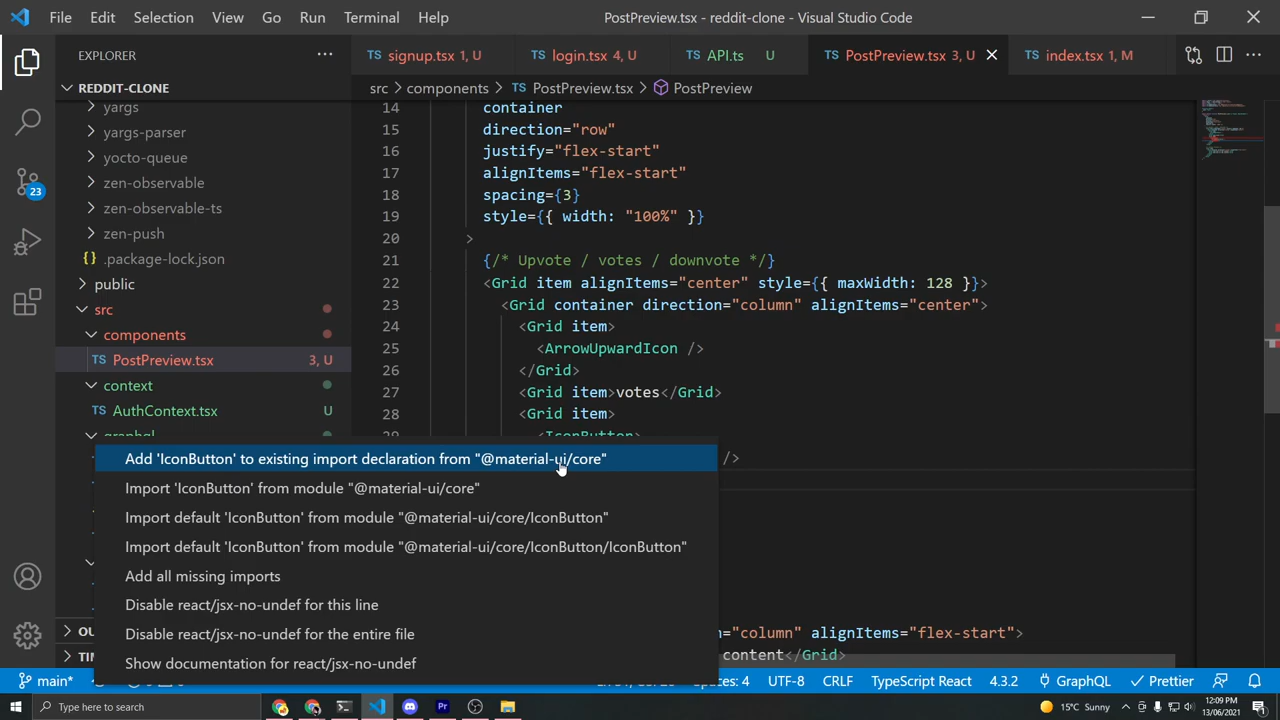 File Edit Selection View Go Run Terminal Help PostPreview.tsx - reddit-clone - Visual Studio Code
EXPLORER
TS signup.tsx 1, U TS login.tsx 4, U TS API.ts U TS PostPreview.tsx 3, U TS index.tsx 1, M
REDDIT-CLONE
src > components > TS PostPreview.tsx > PostPreview
yargs
yargs-parser
yocto-queue
zen-observable
zen-observable-ts
zen-push
{} .package-lock.json
public
src
components
TS PostPreview.tsx 3, U
context
TS AuthContext.tsx U
23
14 container
15 direction="row"
16 justify="flex-start"
17 alignItems="flex-start"
18 spacing={3}
19 style={{ width: "100%" }}
20 >
21 {/* Upvote / votes / downvote */}
22 <Grid item alignItems="center" style={{ maxWidth: 128 }}>
23 <Grid container direction="column" alignItems="center">
24 <Grid item>
25 <ArrowUpwardIcon />
26 </Grid>
27 <Grid item>votes</Grid>
28 <Grid item>
<IconButton>
/>
Add 'IconButton' to existing import declaration from "@material-ui/core"
Import 'IconButton' from module "@material-ui/core"
Import default 'IconButton' from module "@material-ui/core/IconButton"
Import default 'IconButton' from module "@material-ui/core/IconButton/IconButton"
Add all missing imports
Disable react/jsx-no-undef for this line
Disable react/jsx-no-undef for the entire file
Show documentation for react/jsx-no-undef
="column" alignItems="flex-start">
content</Grid>
OU
TI
main* UTF-8 CRLF TypeScript React 4.3.2 GraphQL Prettier
Type here to search
15°C Sunny 12:09 PM
13/06/2021